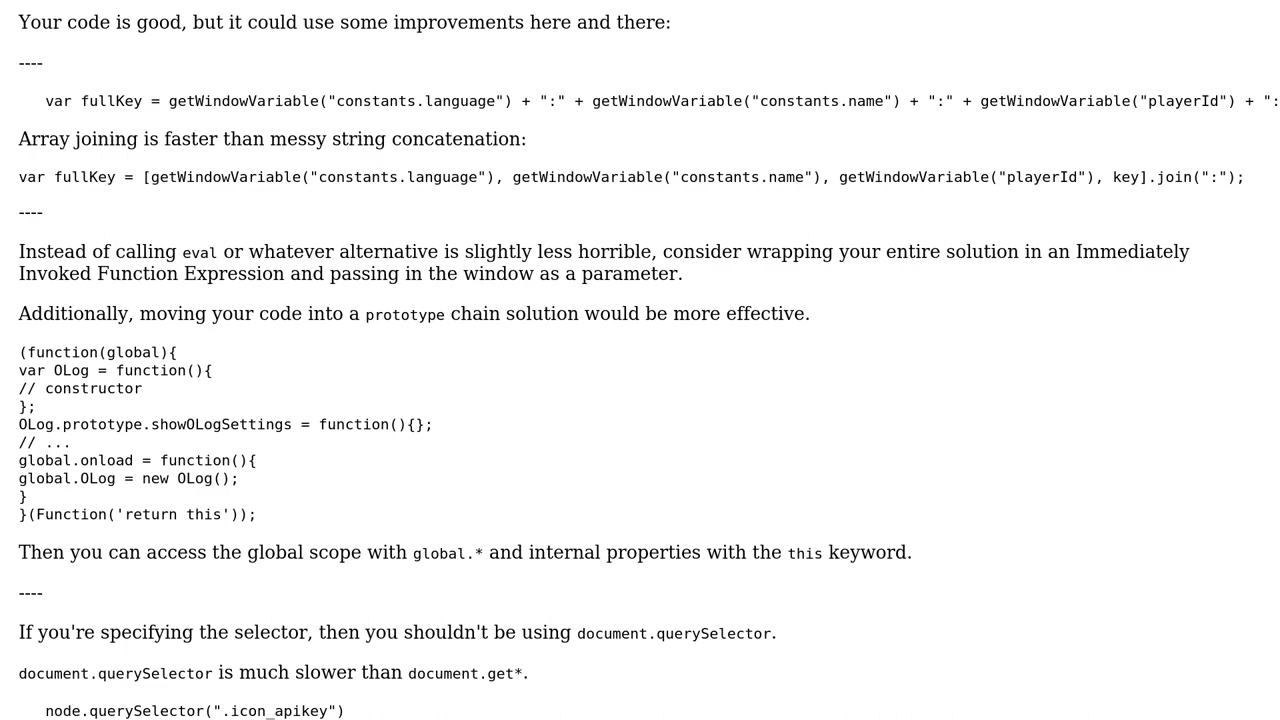 Your code is good, but it could use some improvements here and there:
----
var fullKey = getWindowVariable("constants.language") + ":" + getWindowVariable("constants.name") + ":" + getWindowVariable("playerId") + ":
Array joining is faster than messy string concatenation:
var fullKey = [getWindowVariable("constants.language"), getWindowVariable("constants.name"), getWindowVariable("playerId"), key].join(":");
----
Instead of calling eval or whatever alternative is slightly less horrible, consider wrapping your entire solution in an Immediately
Invoked Function Expression and passing in the window as a parameter.
Additionally, moving your code into a prototype chain solution would be more effective.
(function(global){
var OLog = function(){
// constructor
};
OLog.prototype.showOLogSettings = function(){};
// ...
global.onload = function(){
global.OLog = new OLog();
}
}(Function('return this'));
Then you can access the global scope with global.* and internal properties with the this keyword.
----
If you're specifying the selector, then you shouldn't be using document.querySelector.
document.querySelector is much slower than document.get*.
node.querySelector(".icon_apikey")